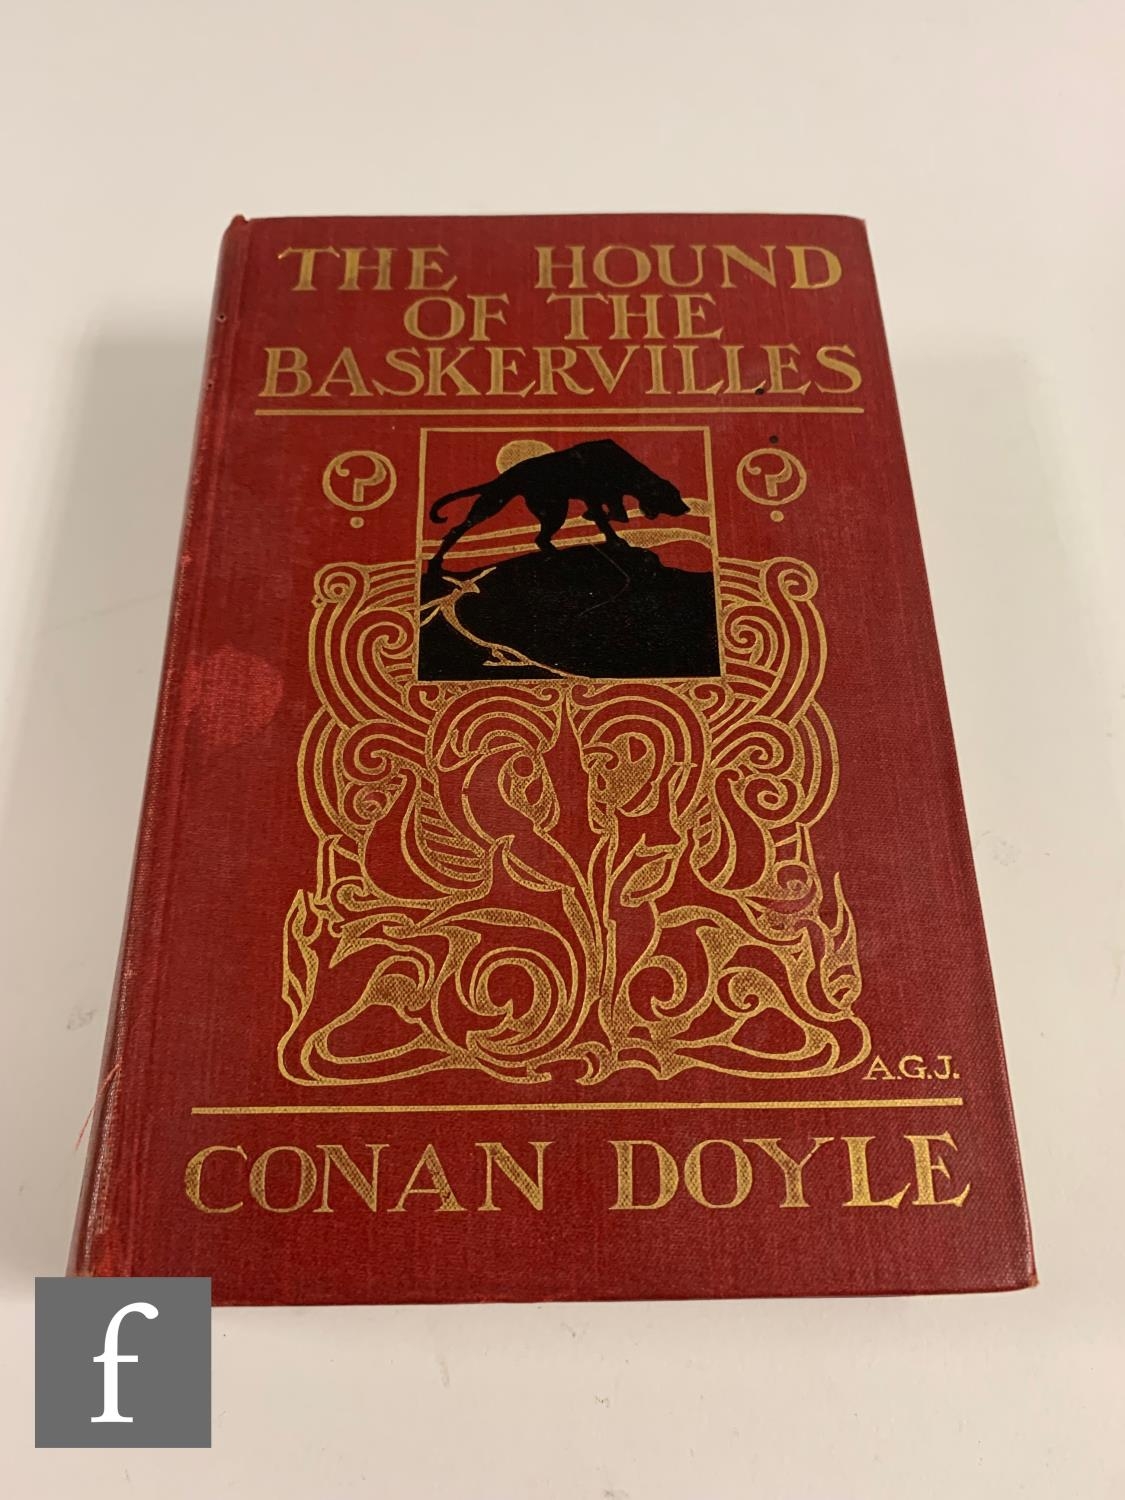 THE HOUND
OF THE
BASKERVILLES
? ?
A.G.J.
CONAN DOYLE
f